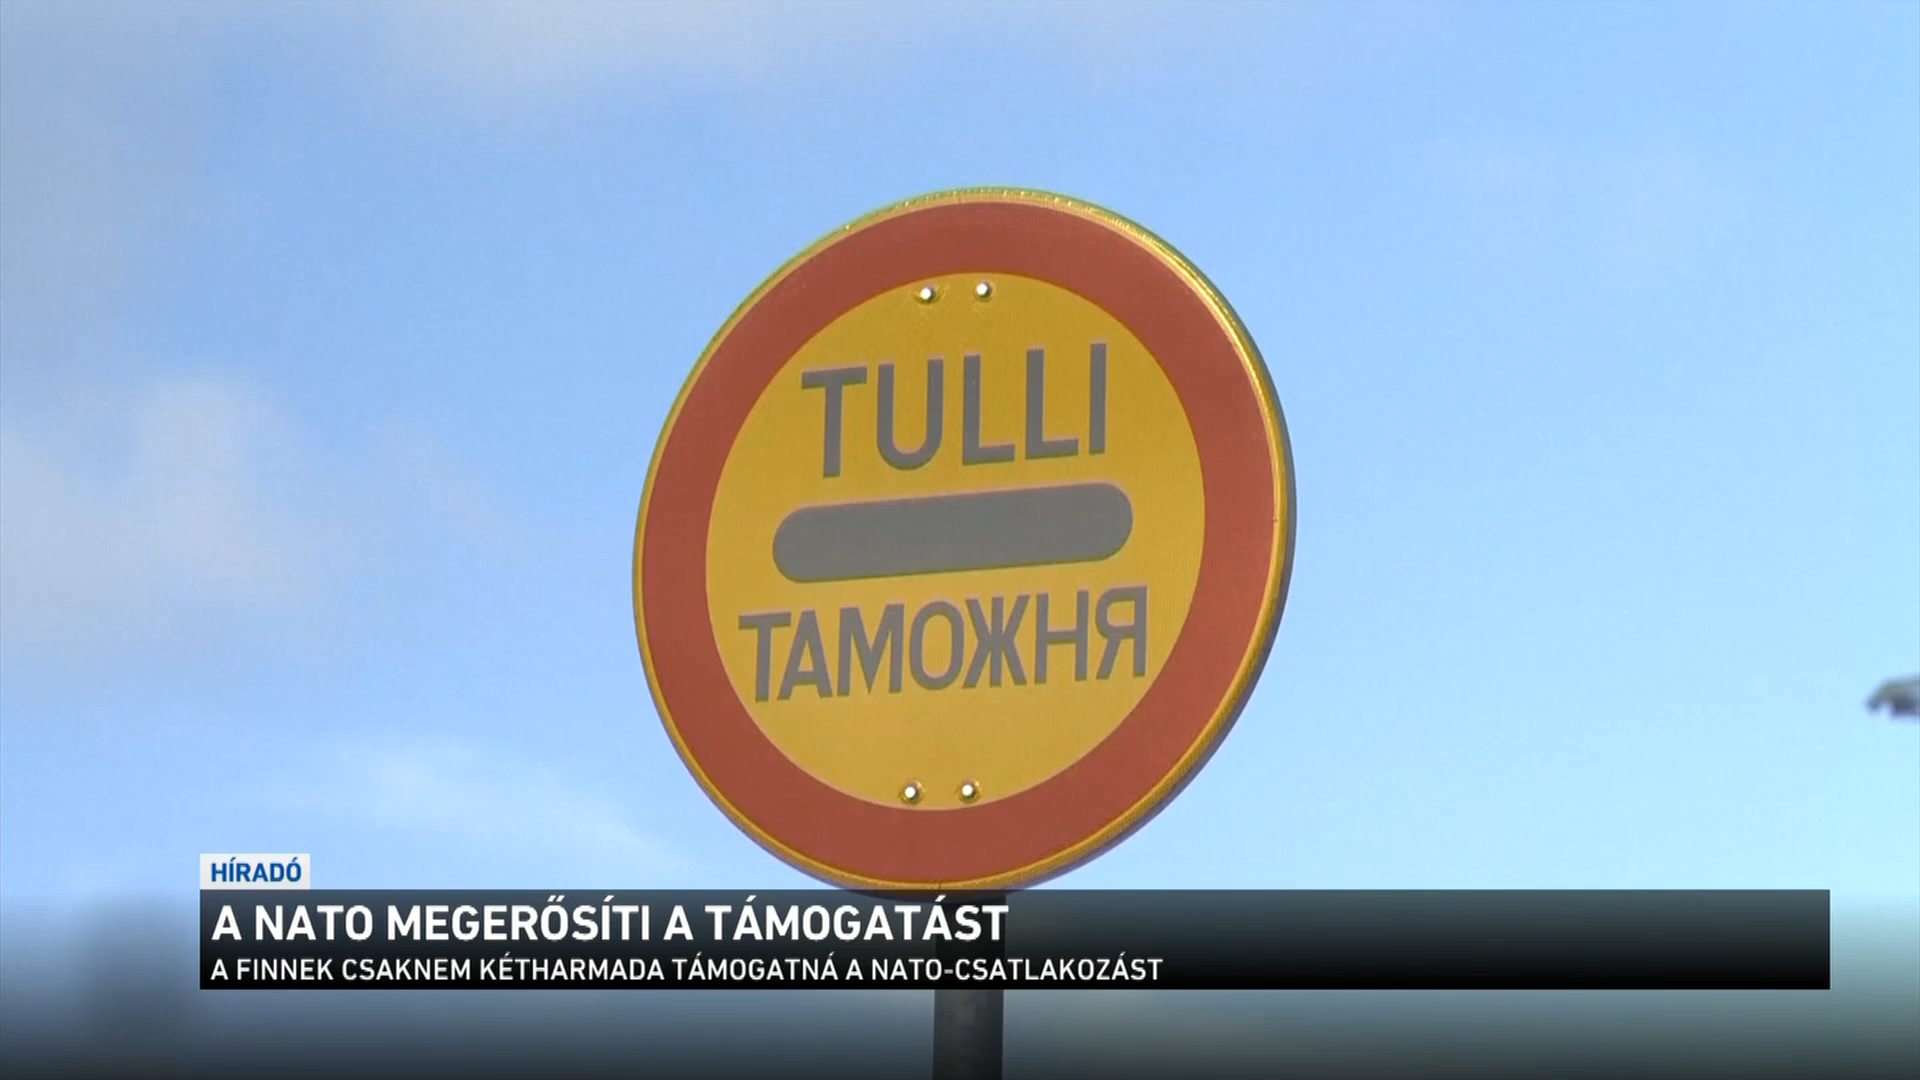 TULLI
ТАМОЖНЯ
HÍRADÓ
A NATO MEGERŐSÍTI A TÁMOGATÁST
A FINNEK CSAKNEM KÉTHARMADA TÁMOGATNÁ A NATO-CSATLAKOZÁST